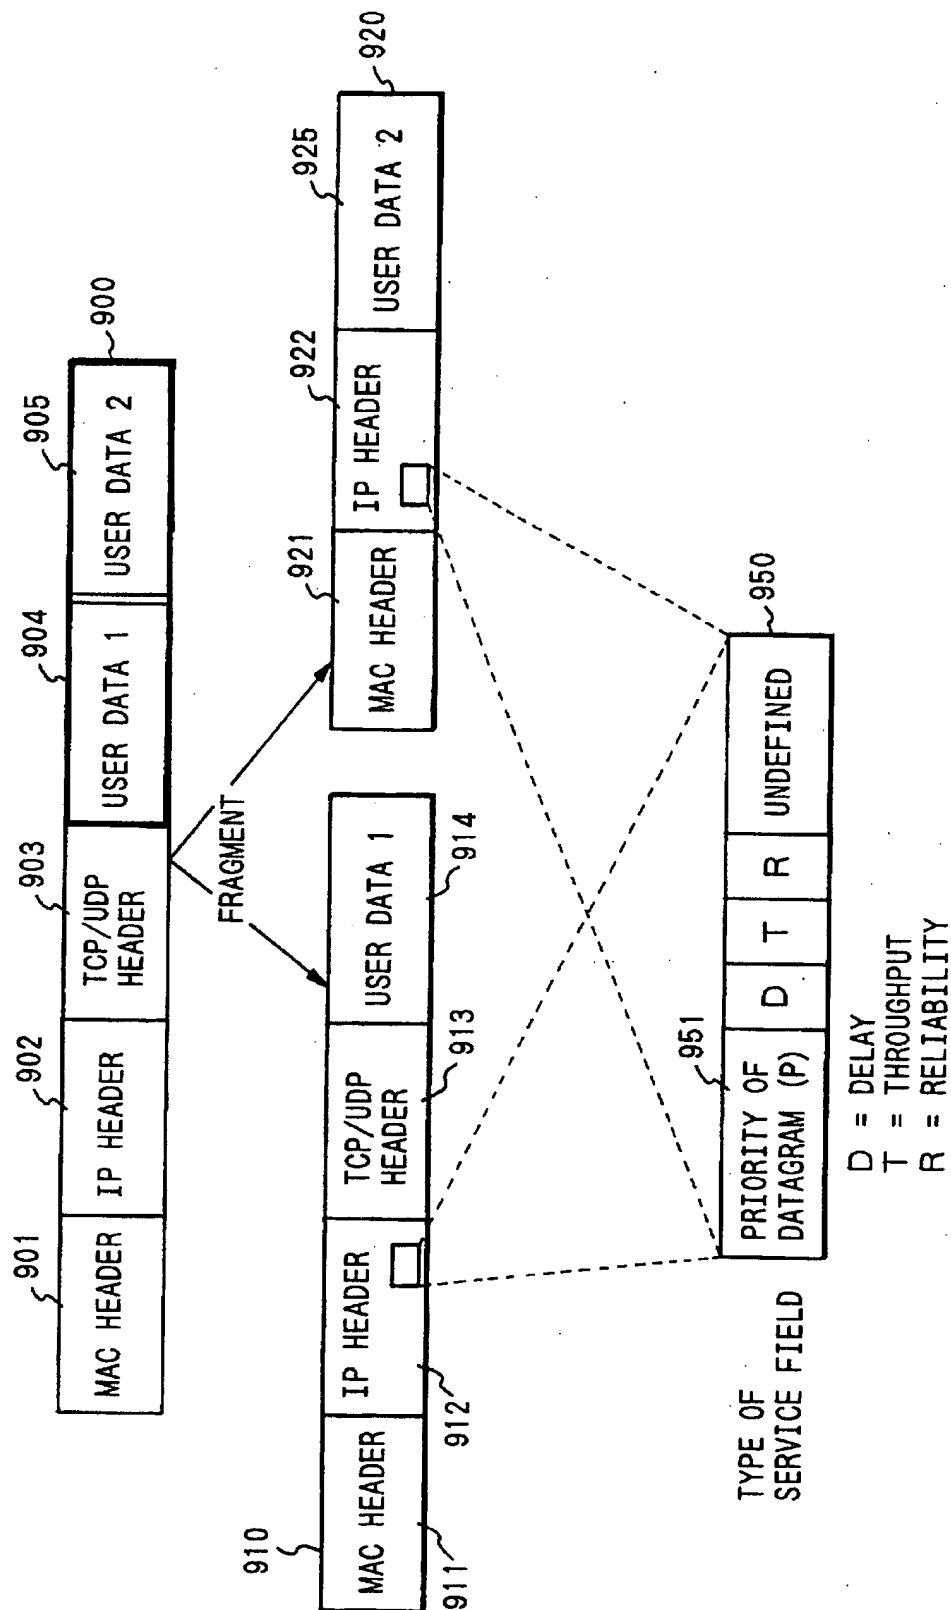 901
902
903
904
905
900
MAC HEADER
IP HEADER
TCP/UDP
HEADER
USER DATA 1
USER DATA 2
FRAGMENT
910
MAC HEADER
IP HEADER
TCP/UDP
HEADER
USER DATA 1
911
912
913
914
921
922
925
920
MAC HEADER
IP HEADER
USER DATA 2
TYPE OF
SERVICE FIELD
951
950
PRIORITY OF
DATAGRAM (P)
D
T
R
UNDEFINED
D = DELAY
T = THROUGHPUT
R = RELIABILITY